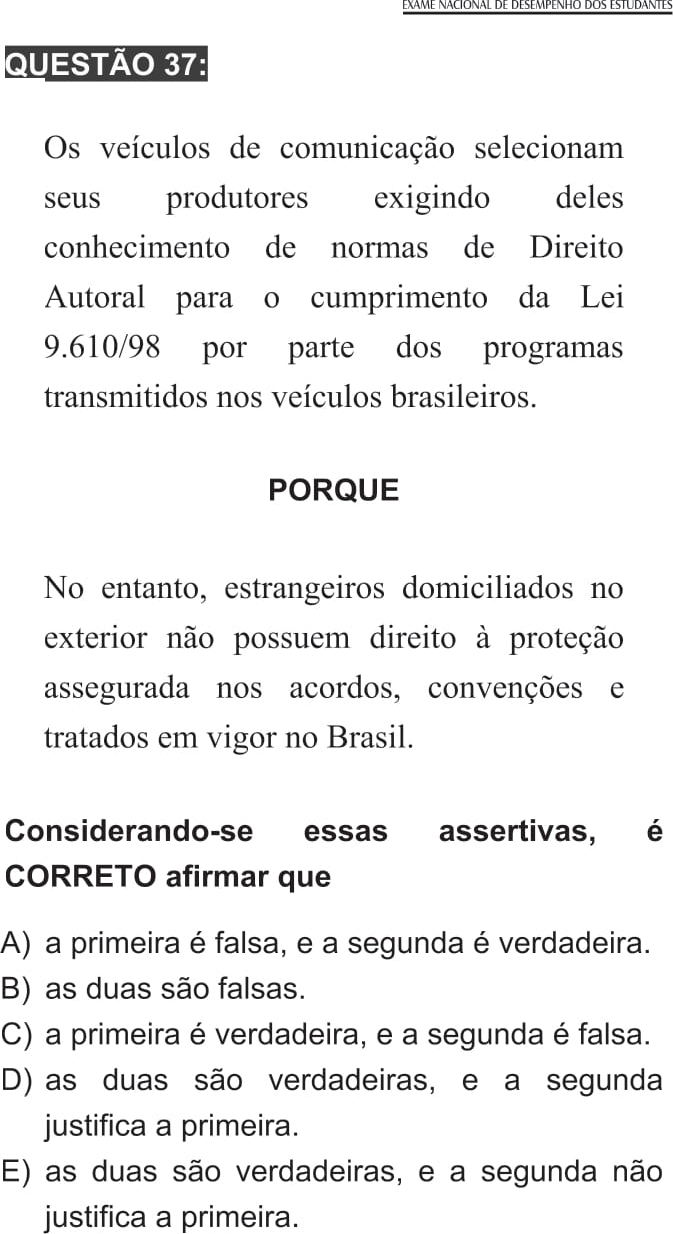 EXAME NACIONAL DE DESEMPENHO DOS ESTUDANTES
QUESTÃO 37:
Os veículos de comunicação selecionam
seus produtores exigindo deles
conhecimento de normas de Direito
Autoral para o cumprimento da Lei
9.610/98 por parte dos programas
transmitidos nos veículos brasileiros.
PORQUE
No entanto, estrangeiros domiciliados no
exterior não possuem direito à proteção
assegurada nos acordos, convenções e
tratados em vigor no Brasil.
Considerando-se essas assertivas, é
CORRETO afirmar que
A) a primeira é falsa, e a segunda é verdadeira.
B) as duas são falsas.
C) a primeira é verdadeira, e a segunda é falsa.
D) as duas são verdadeiras, e a segunda
justifica a primeira.
E) as duas são verdadeiras, e a segunda não
justifica a primeira.